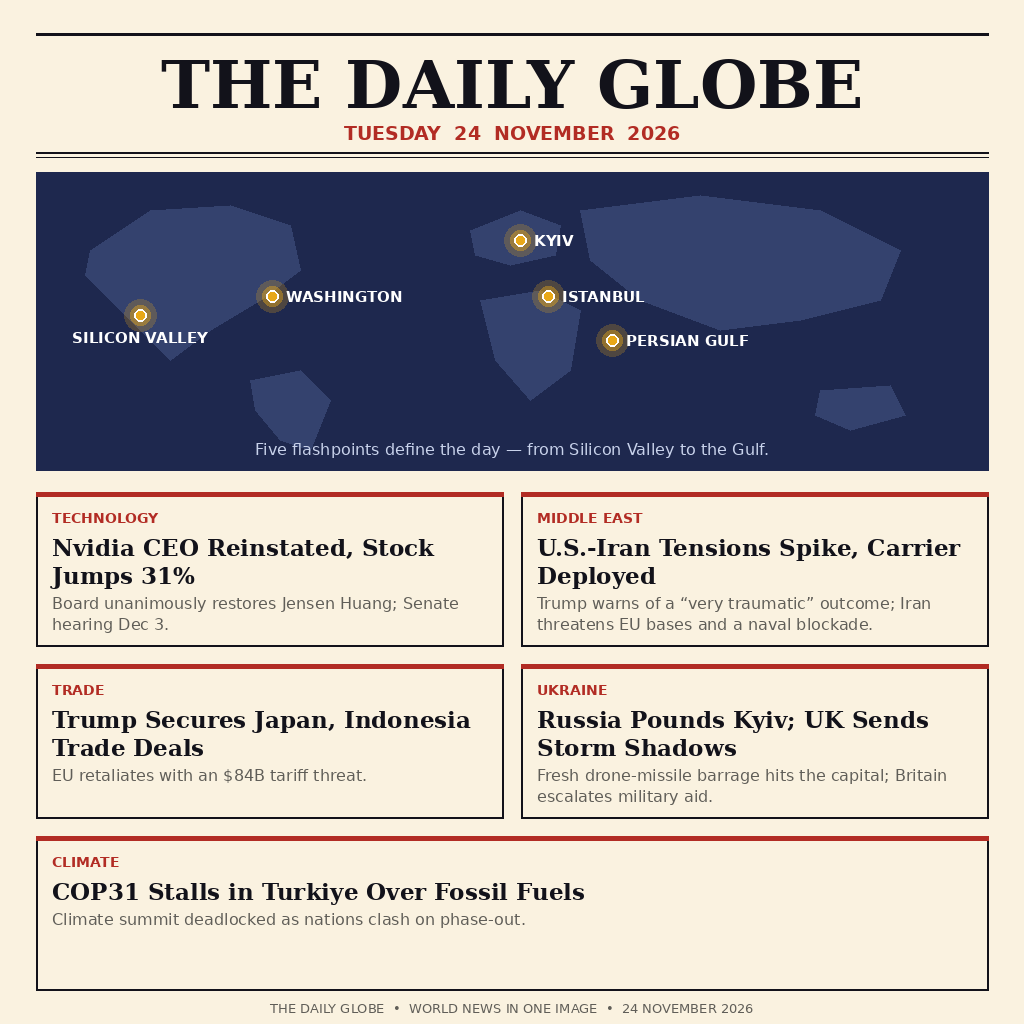 THE DAILY GLOBE
TUESDAY 24 NOVEMBER 2026
KYIV
WASHINGTON
ISTANBUL
SILICON VALLEY
PERSIAN GULF
Five flashpoints define the day — from Silicon Valley to the Gulf.
TECHNOLOGY
Nvidia CEO Reinstated, Stock
Jumps 31%
Board unanimously restores Jensen Huang; Senate
hearing Dec 3.
MIDDLE EAST
U.S.-Iran Tensions Spike, Carrier
Deployed
Trump warns of a “very traumatic” outcome; Iran
threatens EU bases and a naval blockade.
TRADE
Trump Secures Japan, Indonesia
Trade Deals
EU retaliates with an $84B tariff threat.
UKRAINE
Russia Pounds Kyiv; UK Sends
Storm Shadows
Fresh drone-missile barrage hits the capital; Britain
escalates military aid.
CLIMATE
COP31 Stalls in Turkiye Over Fossil Fuels
Climate summit deadlocked as nations clash on phase-out.
THE DAILY GLOBE • WORLD NEWS IN ONE IMAGE • 24 NOVEMBER 2026